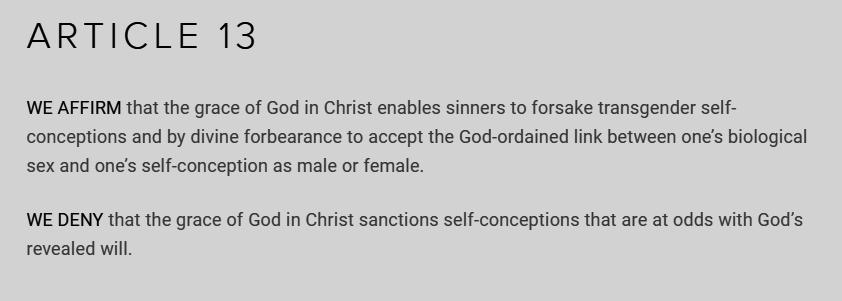 ARTICLE 13
WE AFFIRM that the grace of God in Christ enables sinners to forsake transgender self-
conceptions and by divine forbearance to accept the God-ordained link between one’s biological
sex and one’s self-conception as male or female.
WE DENY that the grace of God in Christ sanctions self-conceptions that are at odds with God’s
revealed will.